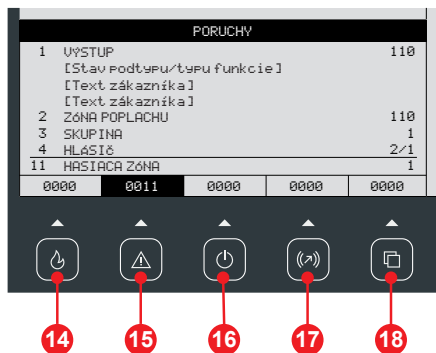 PORUCHY
1 VÝSTUP 110
[Stav podtypu/typu funkcie]
[Text zákazníka]
[Text zákazníka]
2 ZóNA POPLACHU 110
3 SKUPINA 1
4 HLÁSIč 2/1
11 HASIACA ZóNA 1
0000 0011 0000 0000 0000
14 15 16 17 18